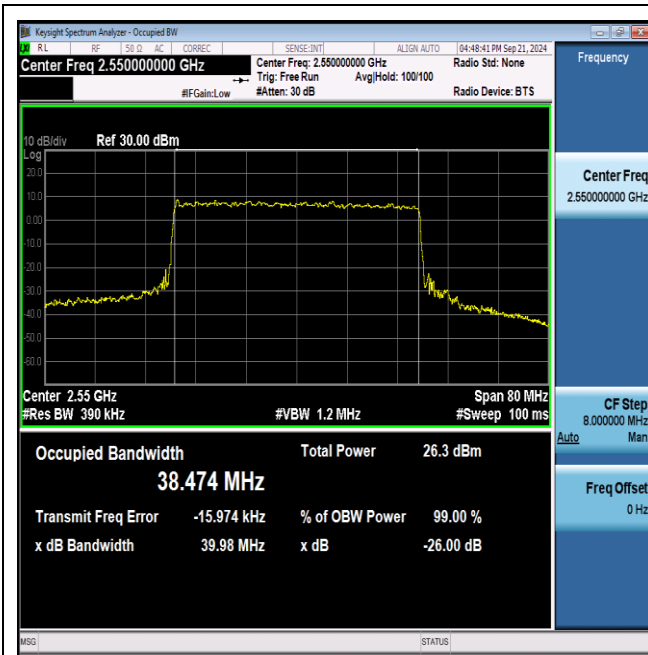 Keysight Spectrum Analyzer - Occupied BW
RL RF 50 Ω AC CORREC SENSE:INT ALIGN AUTO 04:48:41 PM Sep 21, 2024
Center Freq 2.550000000 GHz Center Freq: 2.550000000 GHz Radio Std: None
Trig: Free Run Avg|Hold: 100/100
#IFGain:Low #Atten: 30 dB Radio Device: BTS
10 dB/div Ref 30.00 dBm
Log
20.0
10.0
0.00
-10.0
-20.0
-30.0
-40.0
-50.0
-60.0
Center 2.55 GHz Span 80 MHz
#Res BW 390 kHz #VBW 1.2 MHz #Sweep 100 ms
Occupied Bandwidth Total Power 26.3 dBm
38.474 MHz
Transmit Freq Error -15.974 kHz % of OBW Power 99.00 %
x dB Bandwidth 39.98 MHz x dB -26.00 dB
Frequency
Center Freq
2.550000000 GHz
CF Step
8.000000 MHz
Auto Man
Freq Offset
0 Hz
MSG STATUS